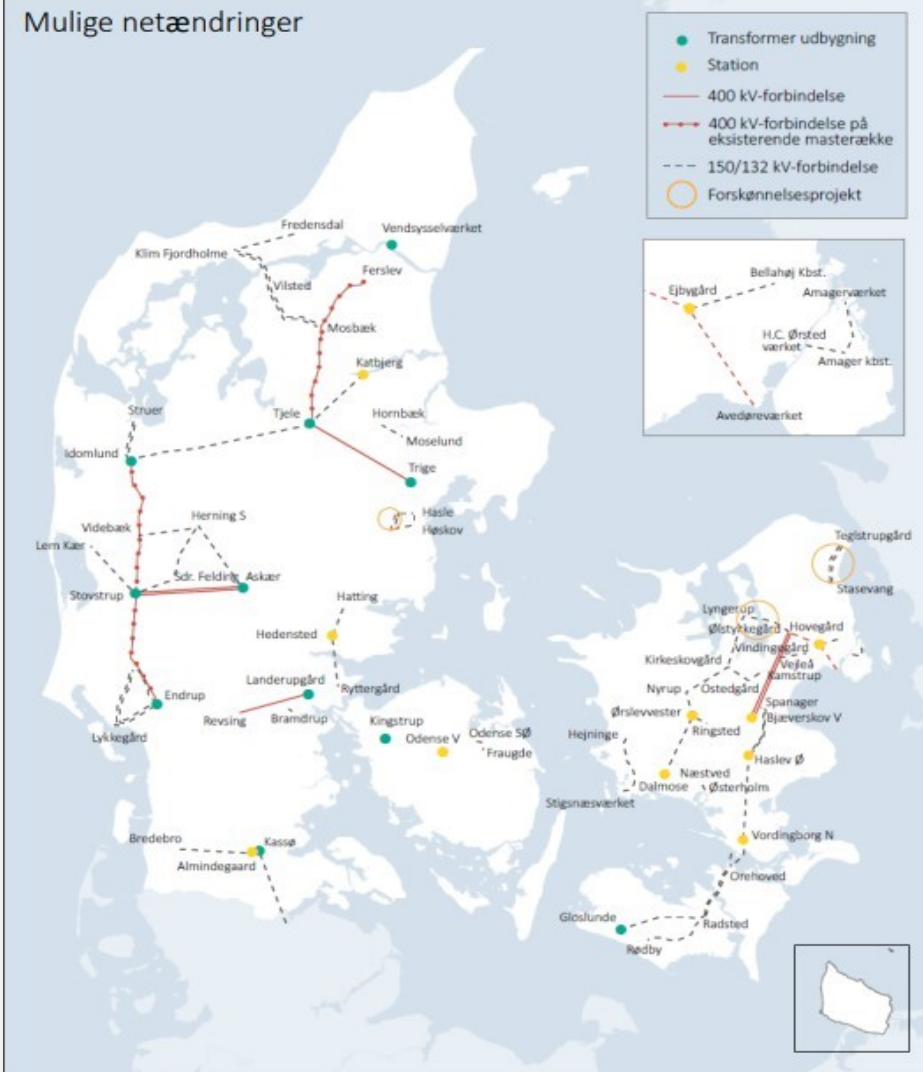 Mulige netændringer
Transformer udbygning
Station
400 kV-forbindelse
400 kV-forbindelse på
eksisterende masterække
150/132 kV-forbindelse
Forskønnelsesprojekt
Fredensdal
Vendsysselværket
Klim Fjordholme
Ferslev
Vilsted
Mosbæk
Katbjerg
Struer
Tjele
Hornbæk
Moselund
Idomlund
Trige
Herning S
Hasle
Videbæk
Høskov
Lem Kær
Sdr. Felding
Askær
Stovstrup
Hatting
Hedensted
Landerupgård
Endrup
Ryttergård
Revsing
Bramdrup
Lykkegård
Kingstrup
Odense SØ
Odense V
Fraugde
Bredebro
Kassø
Almindegaard
Bellahøj Kbst.
Ejbygård
Amagerværket
H.C. Ørsted
værket
Amager kbst.
Avedøreværket
Teglstrupgård
Stasevang
Lyngerup
Ølstykkegård
Hovegård
Vindingegård
Kirkeskovgård
Vejleå
Kamstrup
Nyrup
Ostedgård
Spanager
Ørslevvester
Bjæverskov V
Ringsted
Hejninge
Haslev Ø
Næstved
Dalmose
Østerholm
Stigsnæsværket
Vordingborg N
Orehoved
Gloslunde
Radsted
Rødby